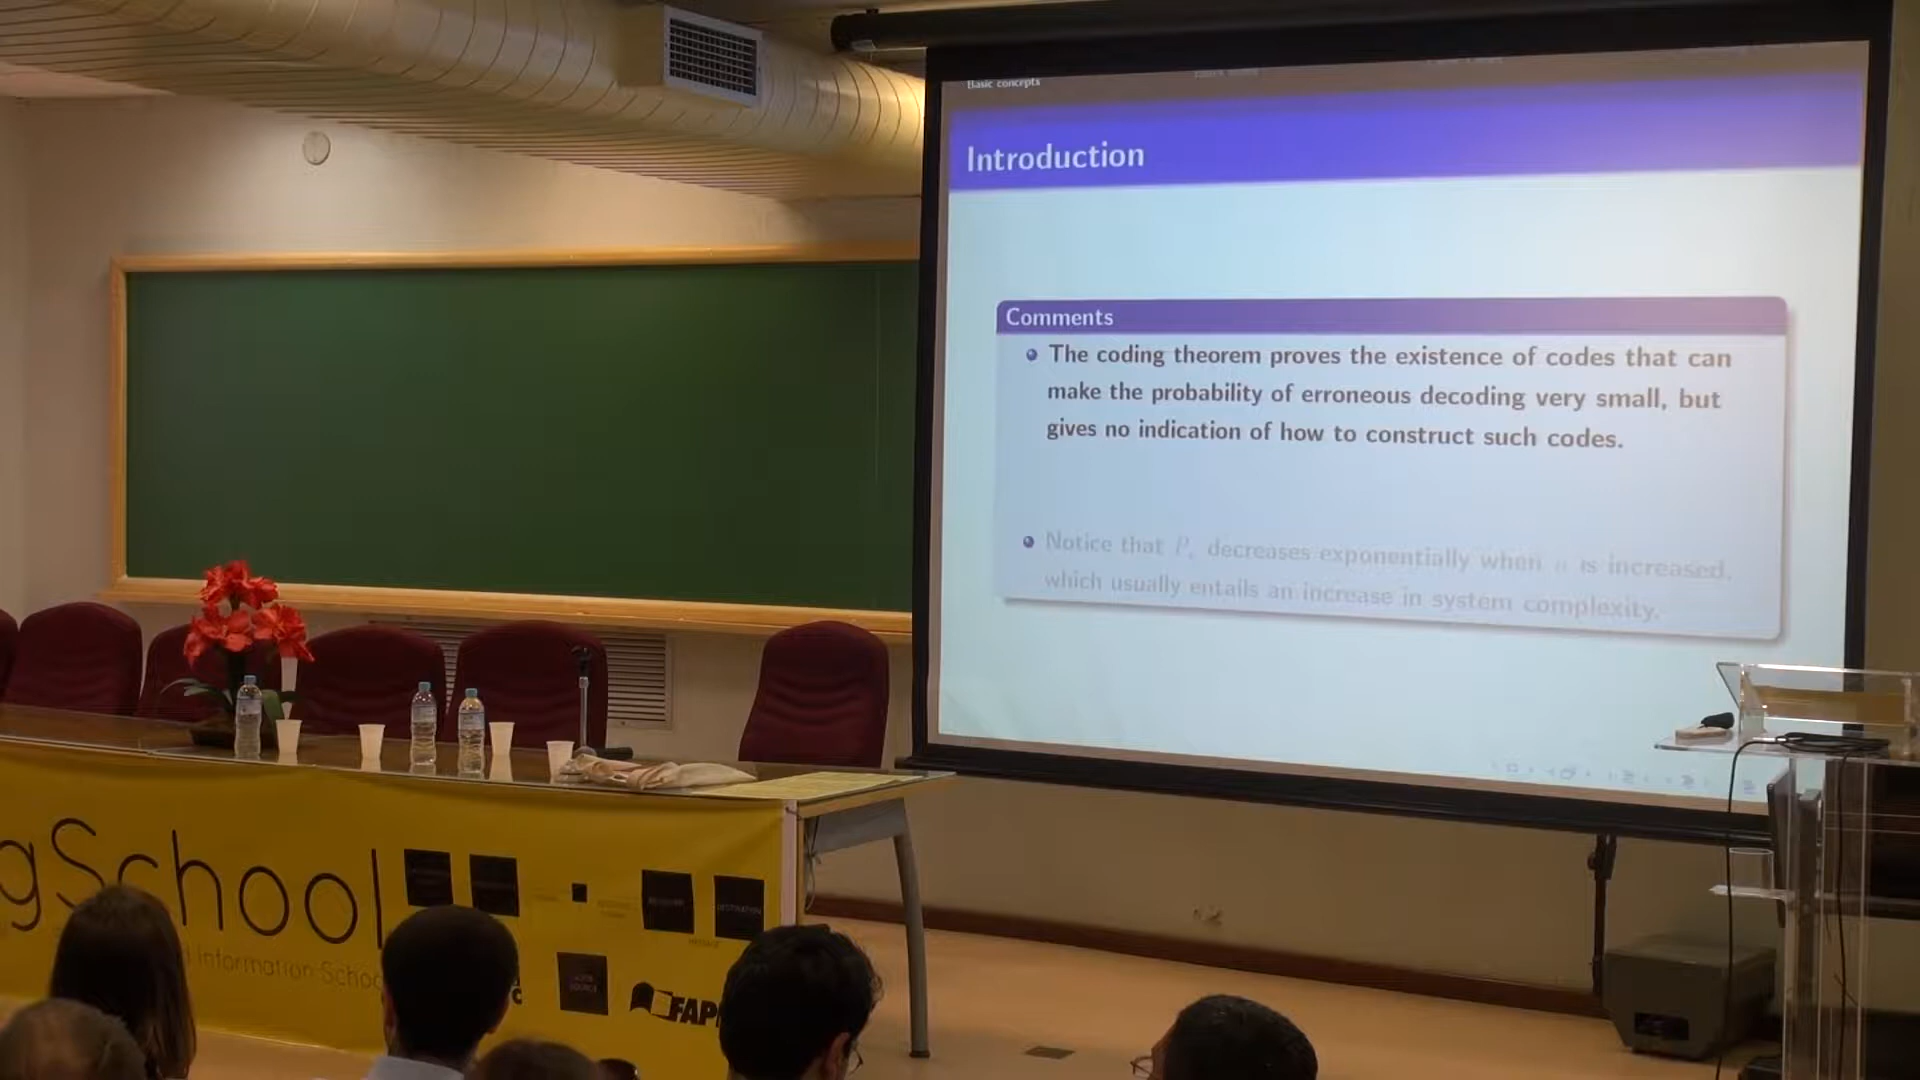 Basic concepts
Introduction
Comments
The coding theorem proves the existence of codes that can
make the probability of erroneous decoding very small, but
gives no indication of how to construct such codes.
Notice that P decreases exponentially when n is increased,
which usually entails an increase in system complexity.
gSchool
information School
DESTINATION
FAP